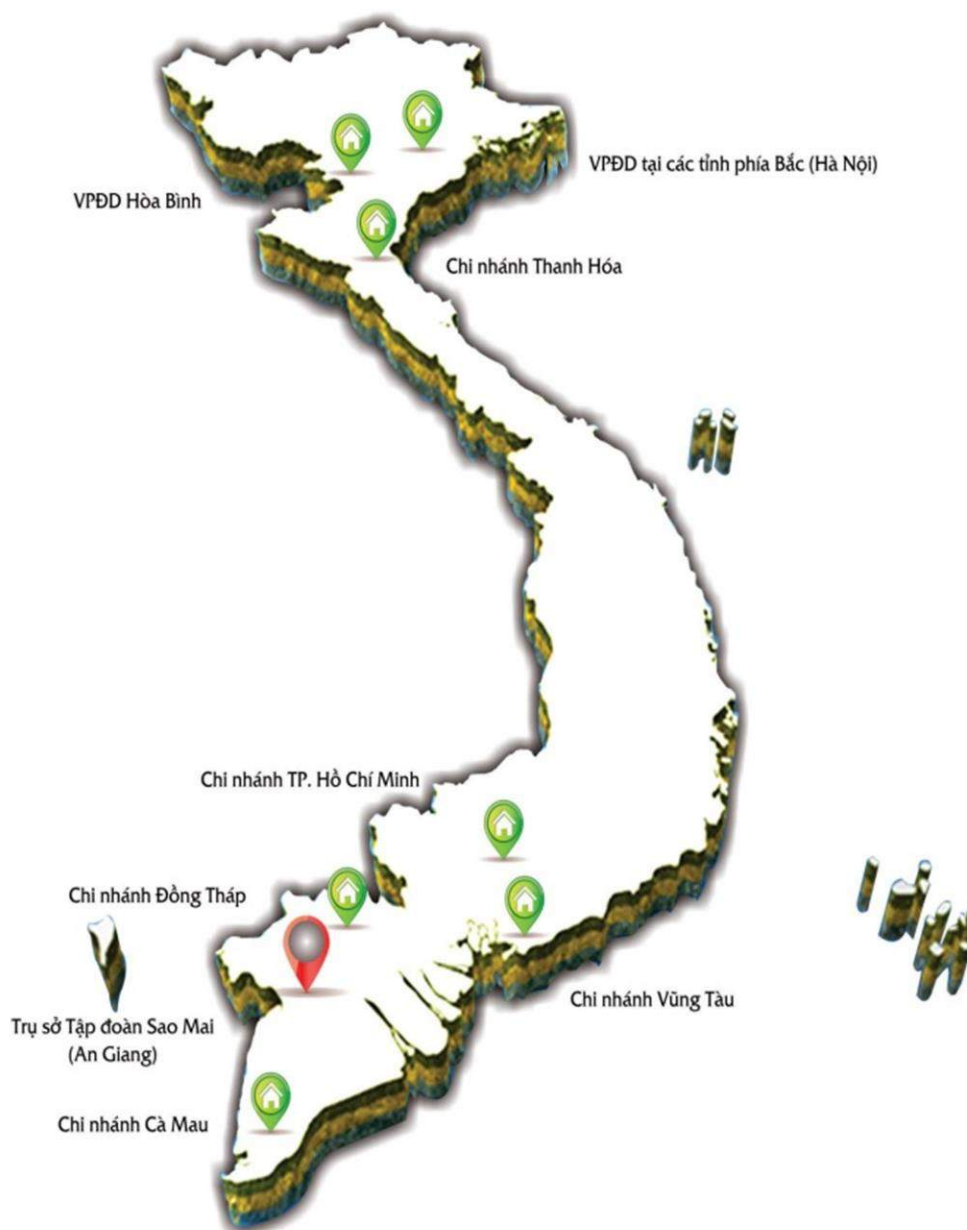 VPĐD tại các tỉnh phía Bắc (Hà Nội)
VPĐD Hòa Bình
Chi nhánh Thanh Hóa
Chi nhánh TP. Hồ Chí Minh
Chi nhánh Đồng Tháp
Chi nhánh Vũng Tàu
Trụ sở Tập đoàn Sao Mai
(An Giang)
Chi nhánh Cà Mau